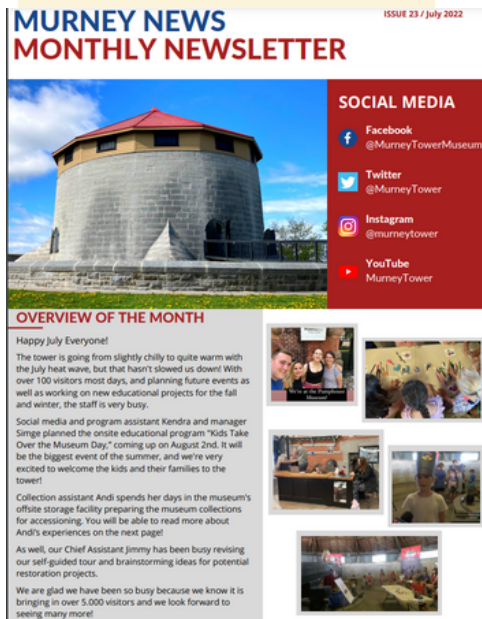 MURNEY NEWS
ISSUE 23 / July 2022
MONTHLY NEWSLETTER
SOCIAL MEDIA
Facebook
@MurneyTowerMuseum
Twitter
@MurneyTower
Instagram
@murneytower
YouTube
MurneyTower
OVERVIEW OF THE MONTH
Happy July Everyone!
The tower is going from slightly chilly to quite warm with
the July heat wave, but that hasn't slowed us down! With
over 100 visitors most days, and planning future events as
well as working on new educational projects for the fall
and winter, the staff is very busy.
Social media and program assistant Kendra and manager
Simge planned the onsite educational program "Kids Take
Over the Museum Day," coming up on August 2nd. It will
be the biggest event of the summer, and we're very
excited to welcome the kids and their families to the
tower!
Collection assistant Andi spends her days in the museum's
offsite storage facility preparing the museum collections
for accessioning. You will be able to read more about
Andi's experiences on the next page!
As well, our Chief Assistant Jimmy has been busy revising
our self-guided tour and brainstorming ideas for potential
restoration projects.
We are glad we have been so busy because we know it is
bringing in over 5.000 visitors and we look forward to
seeing many more!
We're at the Pumphouse
Museum!